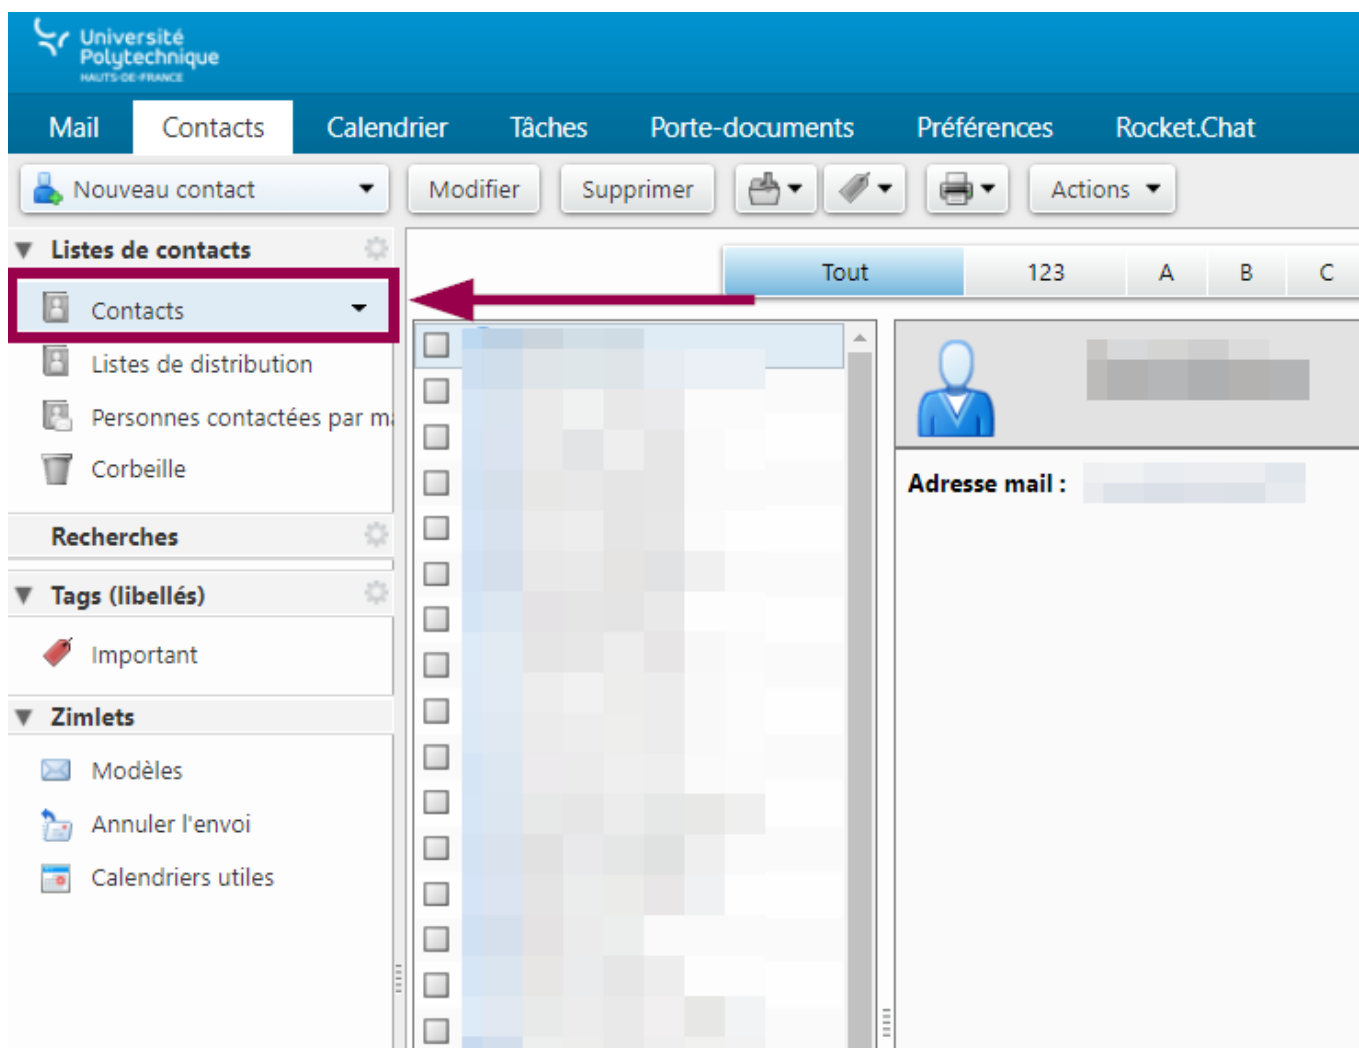 Université
Polytechnique
HAUTS-DE-FRANCE
Mail Contacts Calendrier Tâches Porte-documents Préférences Rocket.Chat
Nouveau contact Modifier Supprimer Actions
Listes de contacts
Tout 123 A B C
Contacts
Listes de distribution
Personnes contactées par
Corbeille
Adresse mail :
Recherches
Tags (libellés)
Important
Zimlets
Modèles
Annuler l'envoi
Calendriers utiles